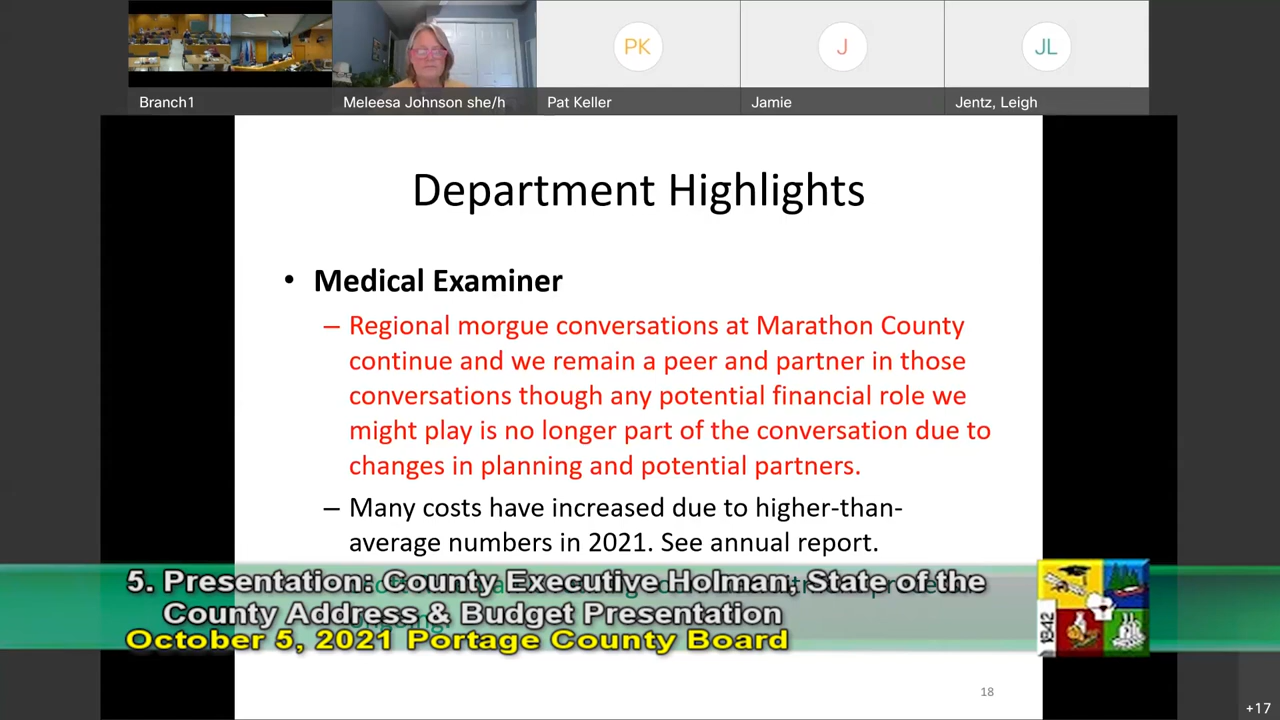 PK
J
JL
Branch1
Meleesa Johnson she/h
Pat Keller
Jamie
Jentz, Leigh
Department Highlights
• Medical Examiner
– Regional morgue conversations at Marathon County
continue and we remain a peer and partner in those
conversations though any potential financial role we
might play is no longer part of the conversation due to
changes in planning and potential partners.
– Many costs have increased due to higher-than-
average numbers in 2021. See annual report.
5. Presentation: County Executive Holman, State of the
County Address & Budget Presentation
October 5, 2021 Portage County Board
1842
18
+17